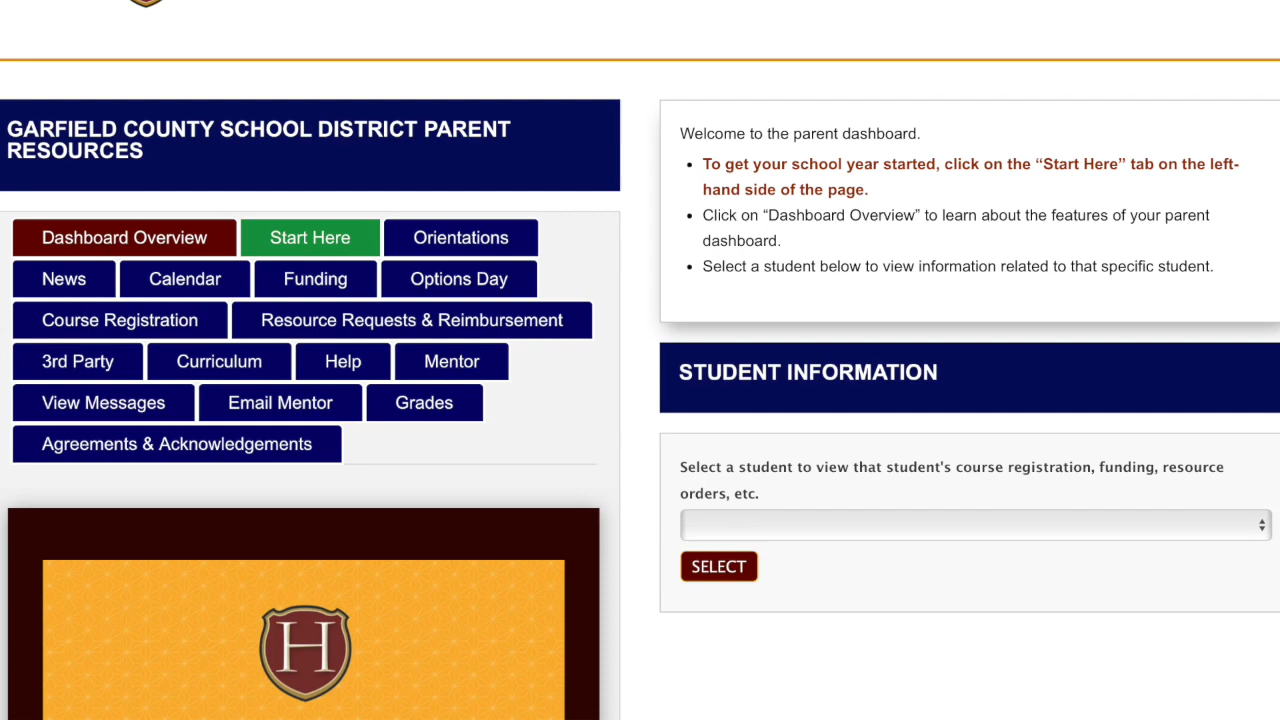 GARFIELD COUNTY SCHOOL DISTRICT PARENT
RESOURCES
Dashboard Overview
Start Here
Orientations
News
Calendar
Funding
Options Day
Course Registration
Resource Requests & Reimbursement
3rd Party
Curriculum
Help
Mentor
View Messages
Email Mentor
Grades
Agreements & Acknowledgements
H
Welcome to the parent dashboard.
• To get your school year started, click on the “Start Here” tab on the left-
hand side of the page.
• Click on “Dashboard Overview” to learn about the features of your parent
dashboard.
• Select a student below to view information related to that specific student.
STUDENT INFORMATION
Select a student to view that student's course registration, funding, resource
orders, etc.
SELECT